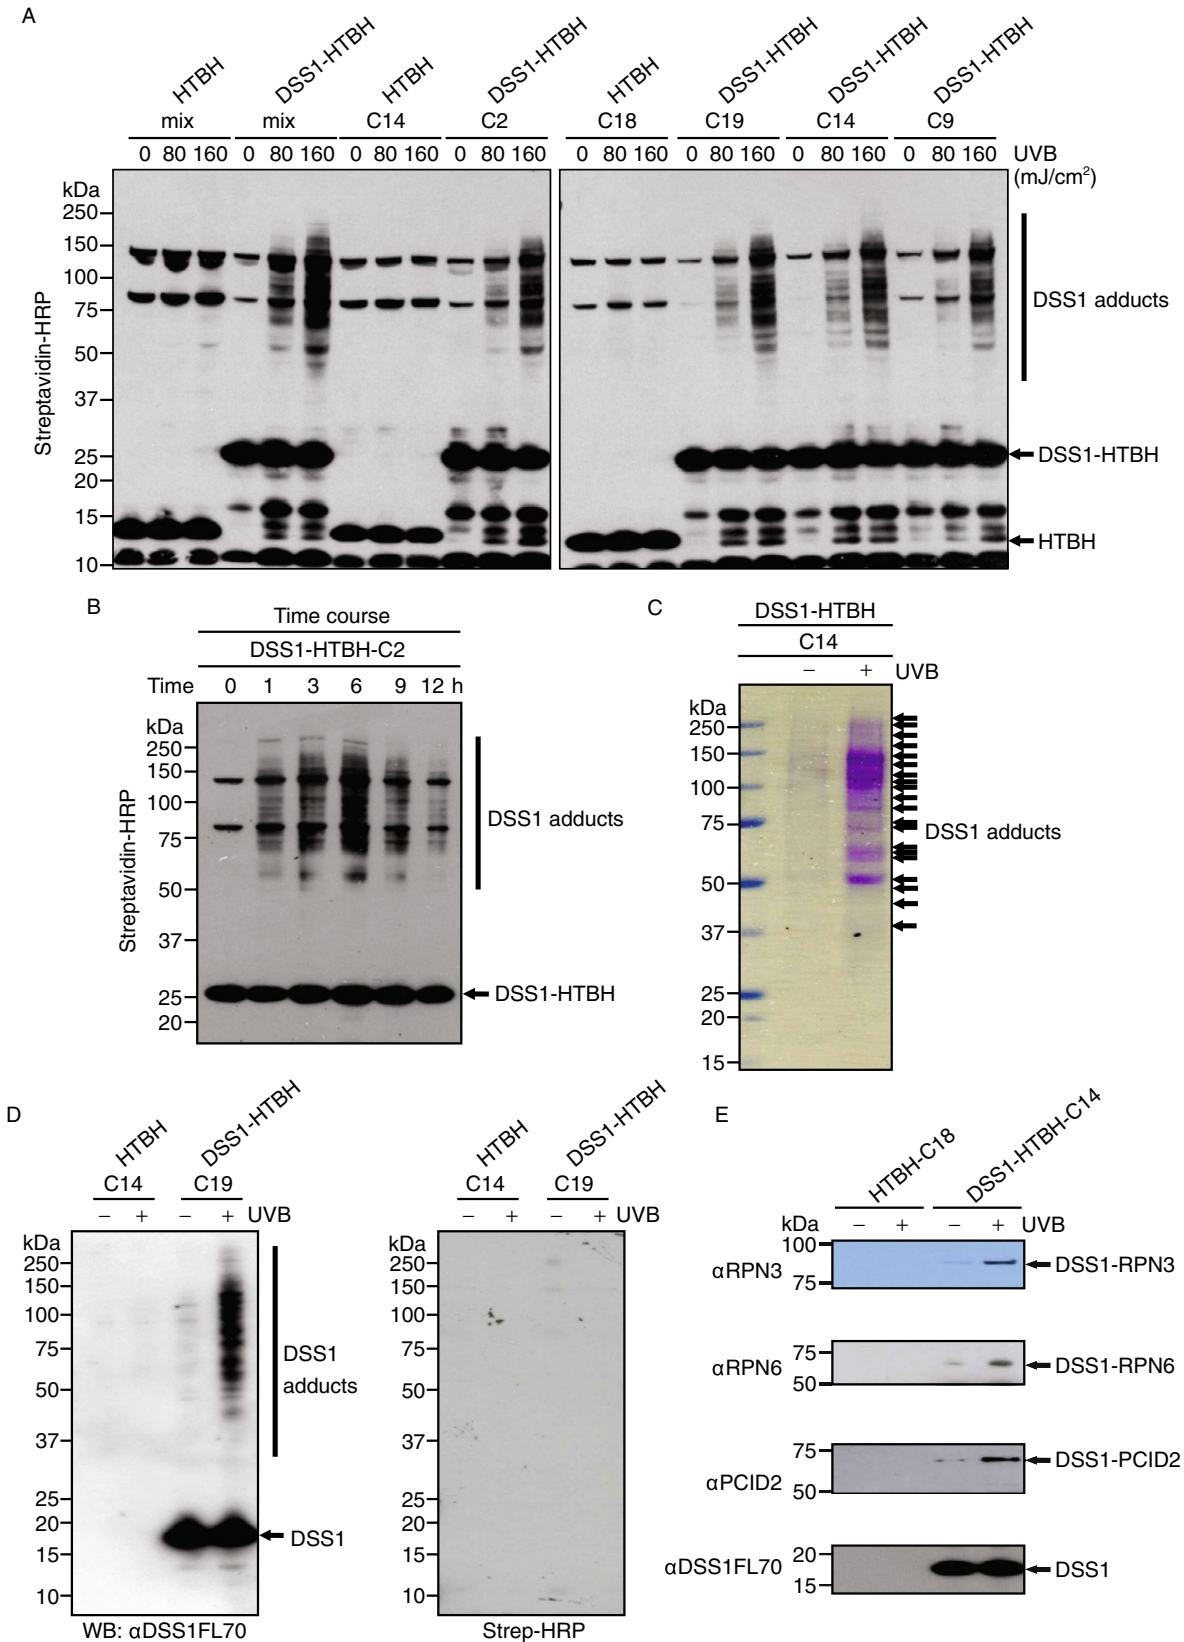 A
HTBH DSS1-HTBH HTBH DSS1-HTBH HTBH DSS1-HTBH DSS1-HTBH DSS1-HTBH
mix mix C14 C2 C18 C19 C14 C9
0 80 160 0 80 160 0 80 160 0 80 160 0 80 160 0 80 160 0 80 160 0 80 160 UVB
(mJ/cm²)
kDa
250
150
100
75
50
37
25
20
15
10
Streptavidin-HRP
DSS1 adducts
DSS1-HTBH
HTBH
B
Time course
DSS1-HTBH-C2
Time 0 1 3 6 9 12 h
kDa
250
150
100
75
50
37
25
20
Streptavidin-HRP
DSS1 adducts
DSS1-HTBH
C
DSS1-HTBH
C14
− + UVB
kDa
250
150
100
75
50
37
25
20
15
DSS1 adducts
D
HTBH DSS1-HTBH
C14 C19
− + − + UVB
kDa
250
150
100
75
50
37
25
20
15
10
DSS1
adducts
DSS1
WB: αDSS1FL70
HTBH DSS1-HTBH
C14 C19
− + − + UVB
kDa
250
150
100
75
50
37
25
20
15
10
Strep-HRP
E
HTBH-C18 DSS1-HTBH-C14
kDa − + − + UVB
100
αRPN3 DSS1-RPN3
75
75
αRPN6 DSS1-RPN6
50
75
DSS1-PCID2
αPCID2
50
20
αDSS1FL70 DSS1
15